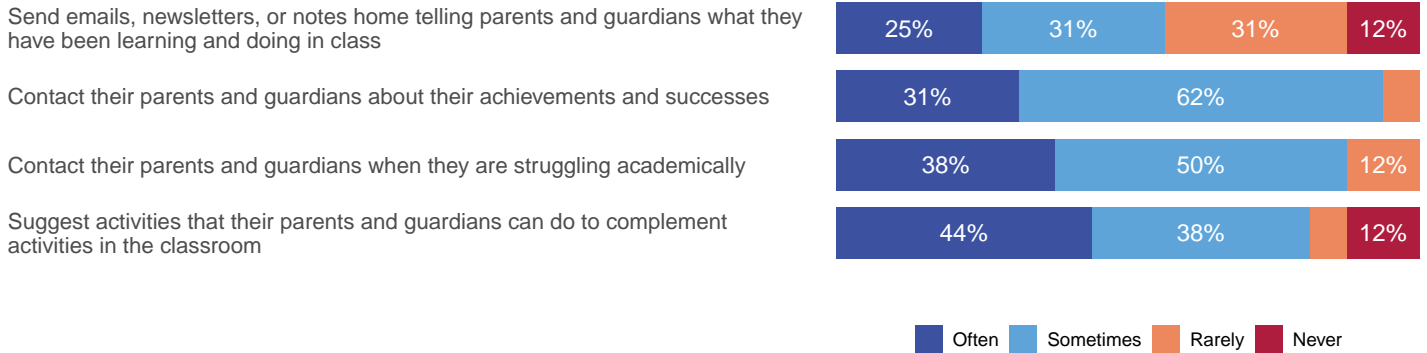 Send emails, newsletters, or notes home telling parents and guardians what they
have been learning and doing in class
25% 31% 31% 12%
Contact their parents and guardians about their achievements and successes
31% 62%
Contact their parents and guardians when they are struggling academically
38% 50% 12%
Suggest activities that their parents and guardians can do to complement
activities in the classroom
44% 38% 12%
Often Sometimes Rarely Never